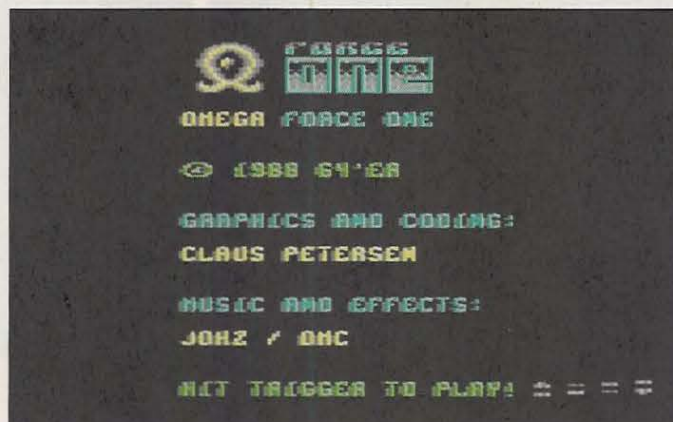 FORCE
ONE
OMEGA FORCE ONE
© 1988 64'ER
GRAPHICS AND CODING:
CLAUS PETERSEN
MUSIC AND EFFECTS:
JOHZ / OMC
HIT TRIGGER TO PLAY!